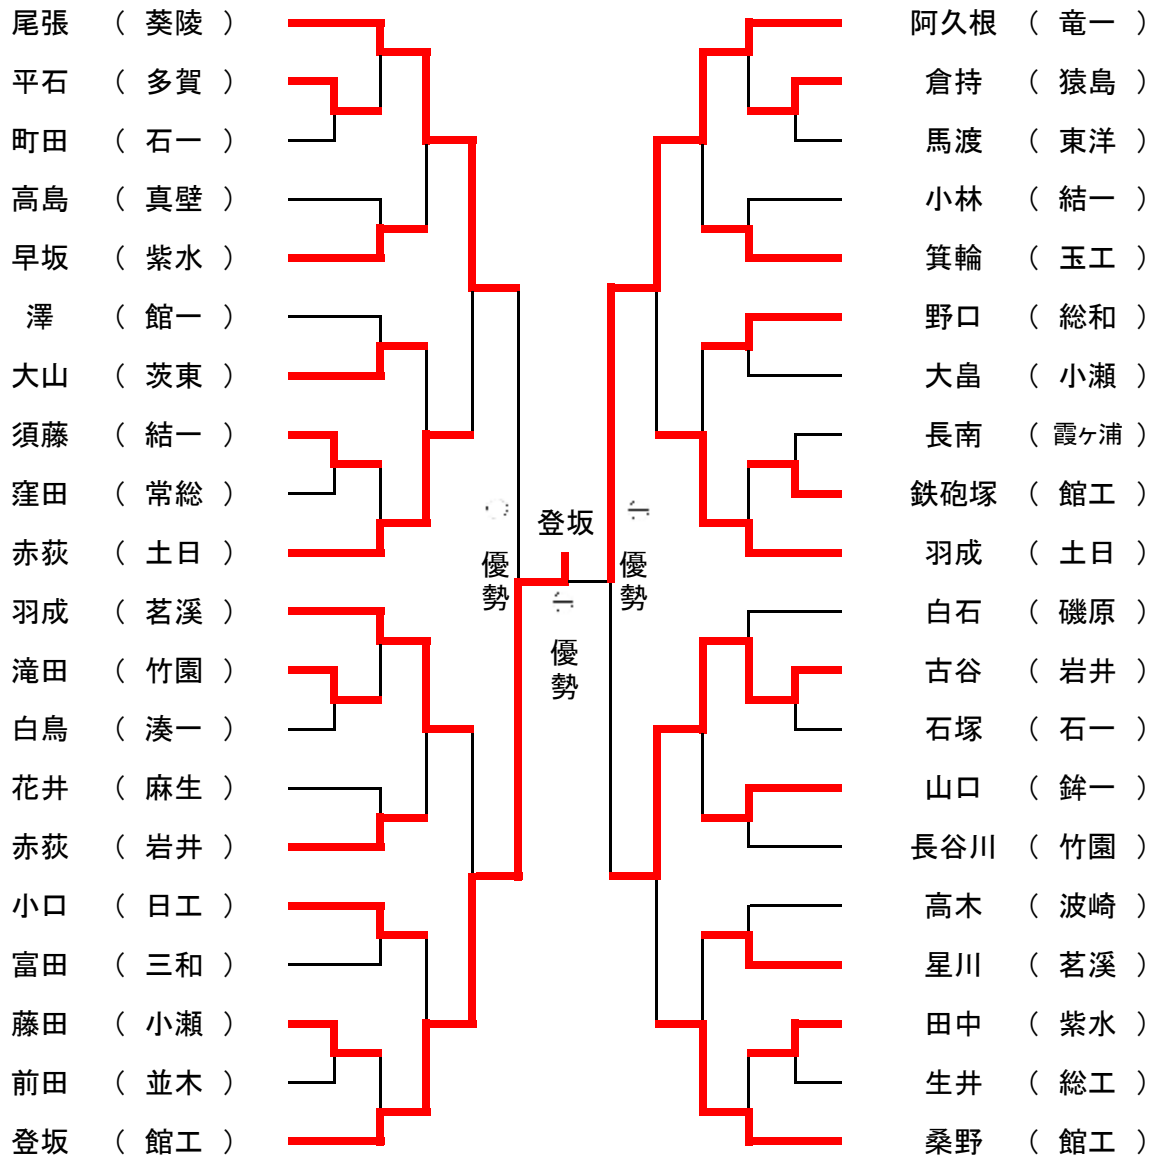 尾張 ( 葵陵 )
平石 ( 多賀 )
町田 ( 石一 )
高島 ( 真壁 )
早坂 ( 紫水 )
澤 ( 館一 )
大山 ( 茨東 )
須藤 ( 結一 )
窪田 ( 常総 )
赤荻 ( 土日 )
羽成 ( 茗溪 )
滝田 ( 竹園 )
白鳥 ( 湊一 )
花井 ( 麻生 )
赤荻 ( 岩井 )
小口 ( 日工 )
富田 ( 三和 )
藤田 ( 小瀬 )
前田 ( 並木 )
登坂 ( 館工 )
優勢
登坂
優勢
優勢
阿久根 ( 竜一 )
倉持 ( 猿島 )
馬渡 ( 東洋 )
小林 ( 結一 )
箕輪 ( 玉工 )
野口 ( 総和 )
大畠 ( 小瀬 )
長南 ( 霞ヶ浦 )
鉄砲塚 ( 館工 )
羽成 ( 土日 )
白石 ( 磯原 )
古谷 ( 岩井 )
石塚 ( 石一 )
山口 ( 鉾一 )
長谷川 ( 竹園 )
高木 ( 波崎 )
星川 ( 茗溪 )
田中 ( 紫水 )
生井 ( 総工 )
桑野 ( 館工 )